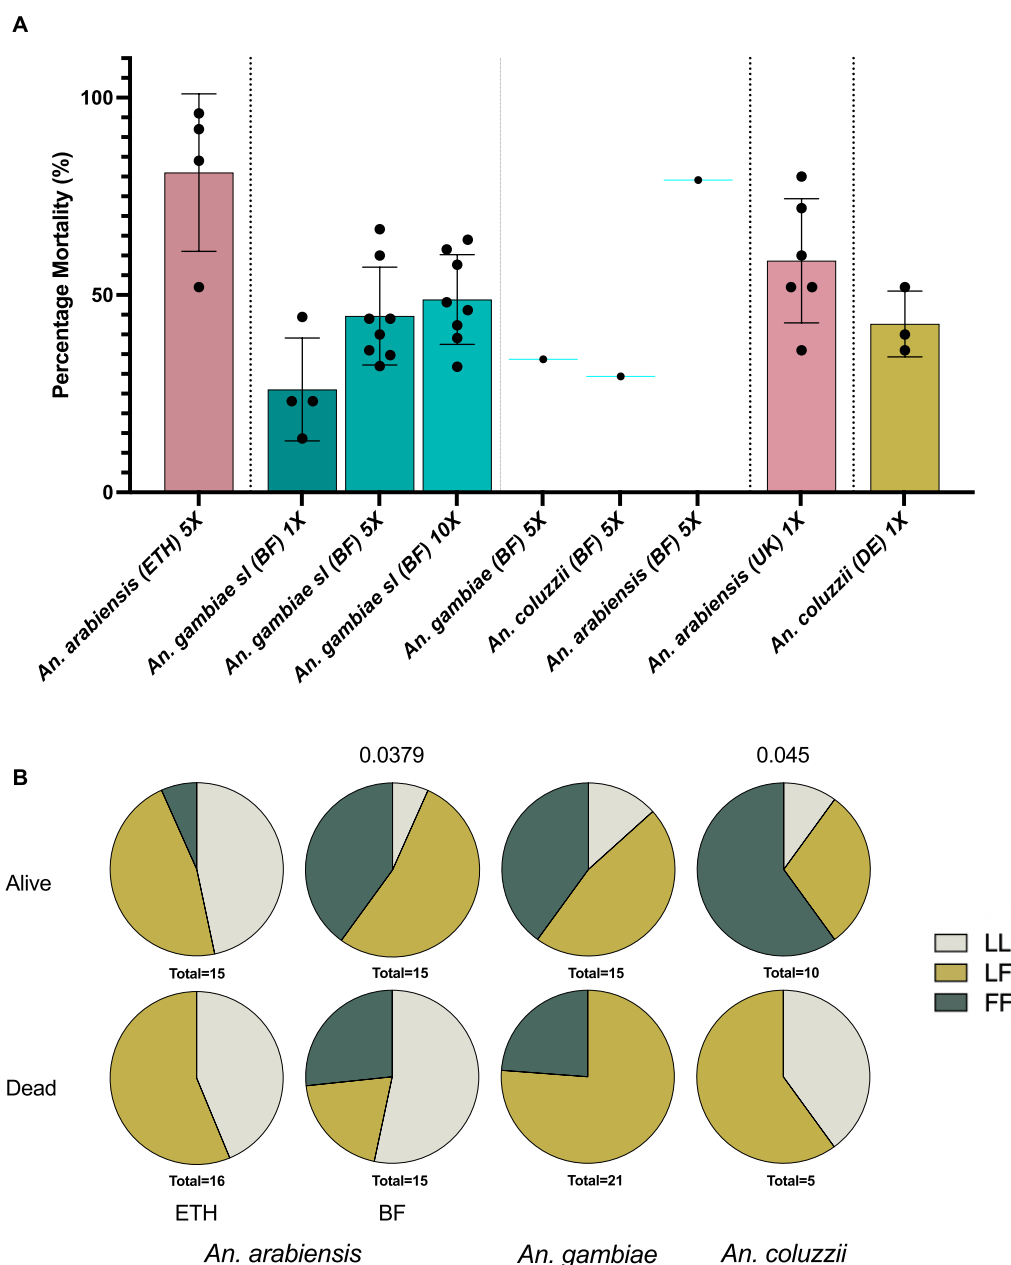 A
Percentage Mortality (%)
100
50
0
An. arabiensis (ETH) 5X
An. gambiae sl (BF) 1X
An. gambiae sl (BF) 5X
An. gambiae sl (BF) 10X
An. gambiae (BF) 5X
An. coluzzii (BF) 5X
An. arabiensis (BF) 5X
An. arabiensis (UK) 1X
An. coluzzii (DE) 1X
B
0.0379
0.045
Alive
Total=15
Total=15
Total=15
Total=10
LL
LF
FF
Dead
Total=16
Total=15
Total=21
Total=5
ETH
BF
An. arabiensis
An. gambiae
An. coluzzii